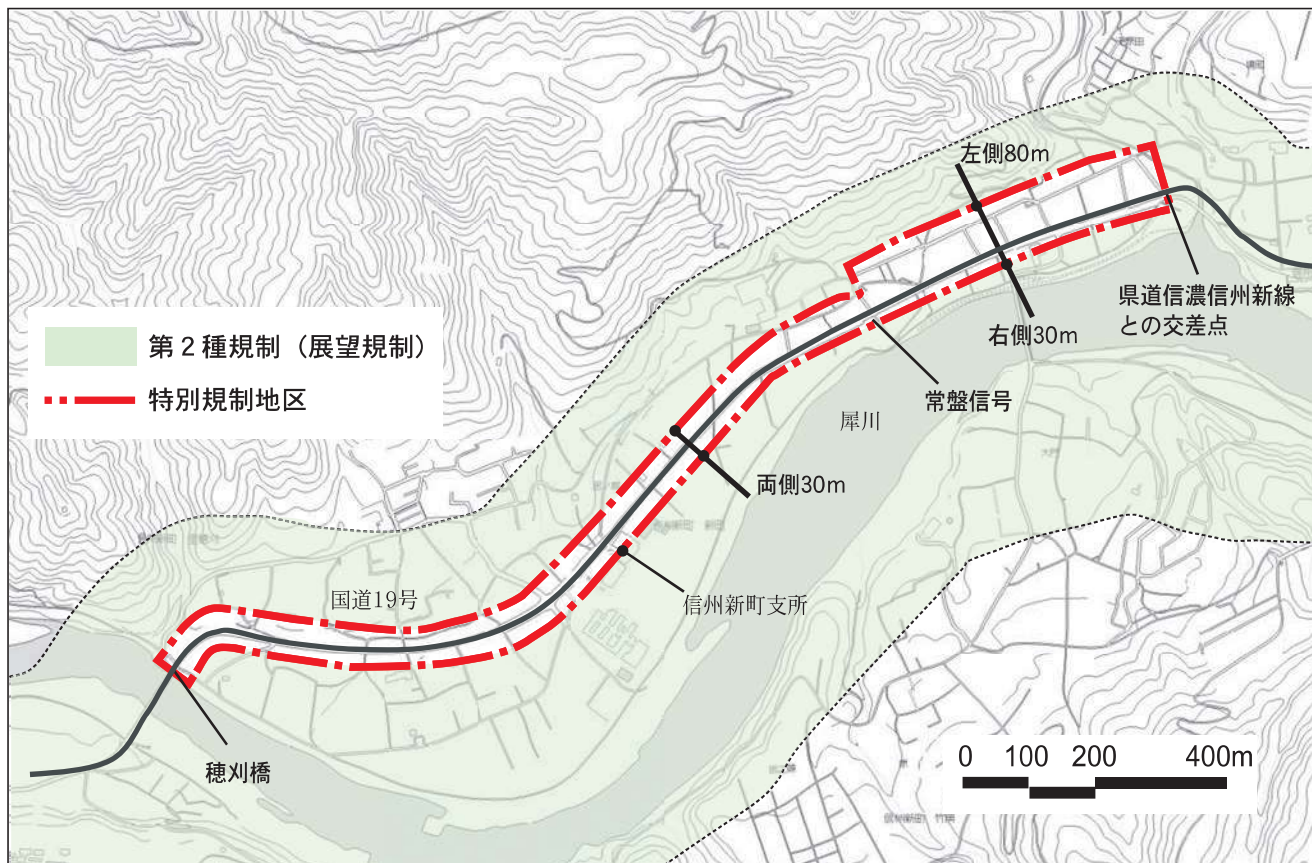 左側80m
県道信濃信州新線
との交差点
右側30m
第2種規制（展望規制）
特別規制地区
常盤信号
犀川
両側30m
信州新町支所
国道19号
穂刈橋
0 100 200 400m